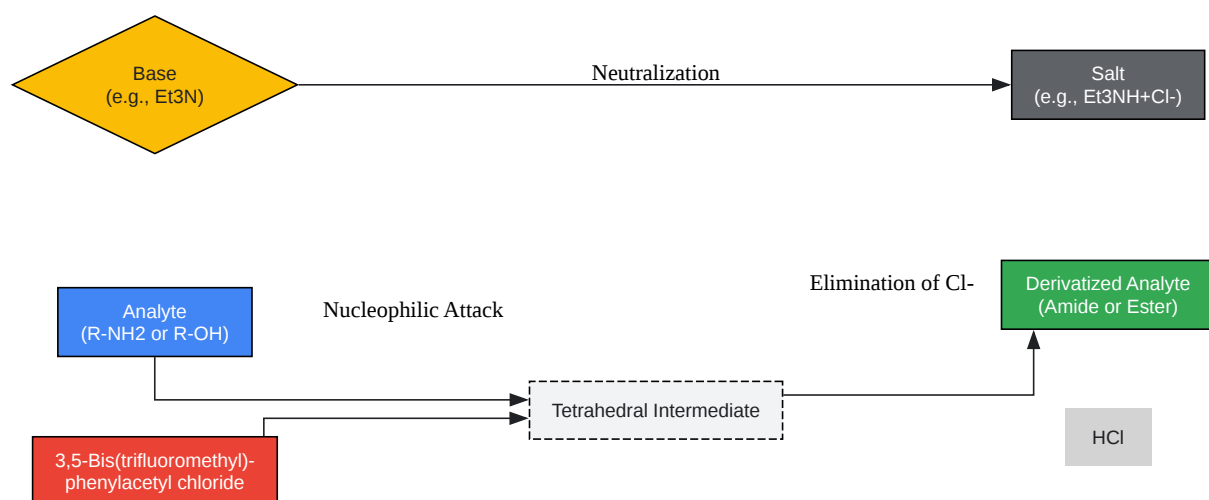 Base
(e.g., Et3N)
Neutralization
Salt
(e.g., Et3NH+Cl-)
Analyte
(R-NH2 or R-OH)
Nucleophilic Attack
Elimination of Cl-
Derivatized Analyte
(Amide or Ester)
Tetrahedral Intermediate
HCl
3,5-Bis(trifluoromethyl)-
phenylacetyl chloride